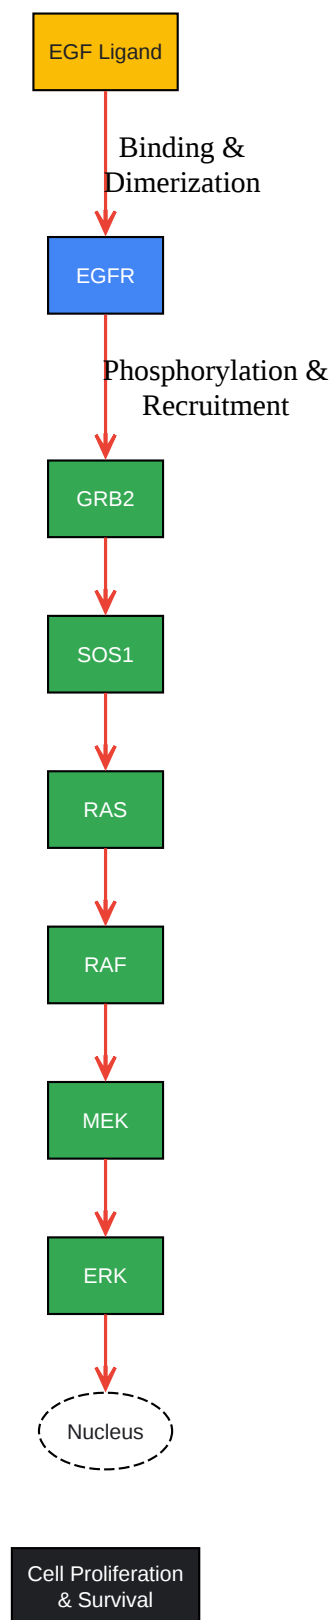 EGF Ligand
Binding &
Dimerization
EGFR
Phosphorylation &
Recruitment
GRB2
SOS1
RAS
RAF
MEK
ERK
Nucleus
Cell Proliferation
& Survival